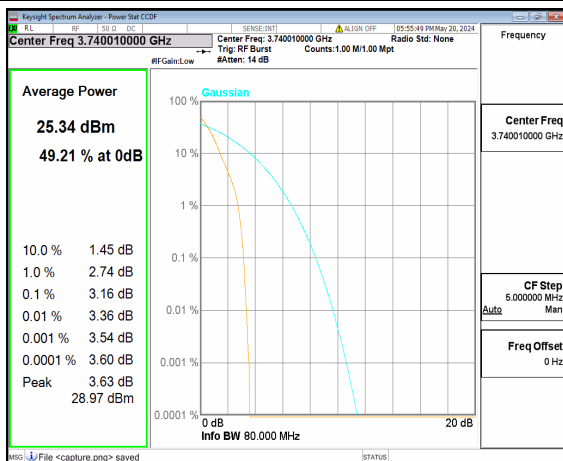 Keysight Spectrum Analyzer - Power Stat CCDF
RL RF 50 Ω DC SENSE:INT ALIGN OFF 05:55:49 PM May 20, 2024
Center Freq 3.740010000 GHz
Center Freq: 3.740010000 GHz Radio Std: None
Trig: RF Burst Counts:1.00 M/1.00 Mpt
#IFGain:Low #Atten: 14 dB
Frequency
Average Power
25.34 dBm
49.21 % at 0dB
10.0 % 1.45 dB
1.0 % 2.74 dB
0.1 % 3.16 dB
0.01 % 3.36 dB
0.001 % 3.54 dB
0.0001 % 3.60 dB
Peak 3.63 dB
28.97 dBm
Gaussian
100 %
10 %
1 %
0.1 %
0.01 %
0.001 %
0.0001 %
0 dB 20 dB
Info BW 80.000 MHz
Center Freq
3.740010000 GHz
CF Step
5.000000 MHz
Auto Man
Freq Offset
0 Hz
MSG File <capture.png> saved STATUS